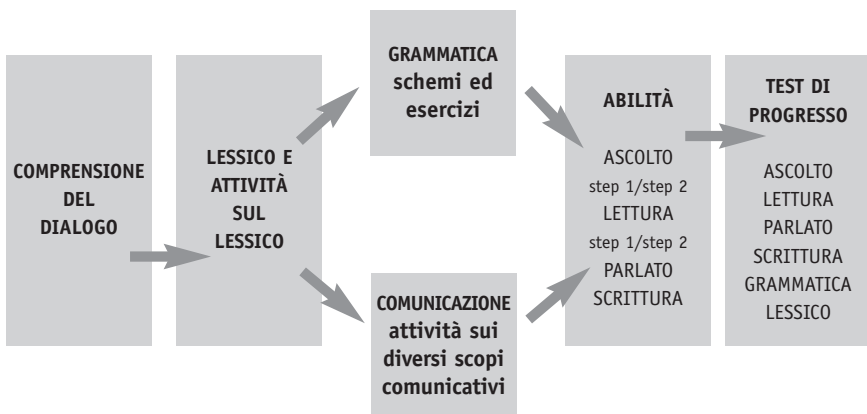 COMPRENSIONE
DEL
DIALOGO
LESSICO E
ATTIVITÀ
SUL
LESSICO
GRAMMATICA
schemi ed
esercizi
COMUNICAZIONE
attività sui
diversi scopi
comunicativi
ABILITÀ
ASCOLTO
step 1/step 2
LETTURA
step 1/step 2
PARLATO
SCRITTURA
TEST DI
PROGRESSO
ASCOLTO
LETTURA
PARLATO
SCRITTURA
GRAMMATICA
LESSICO